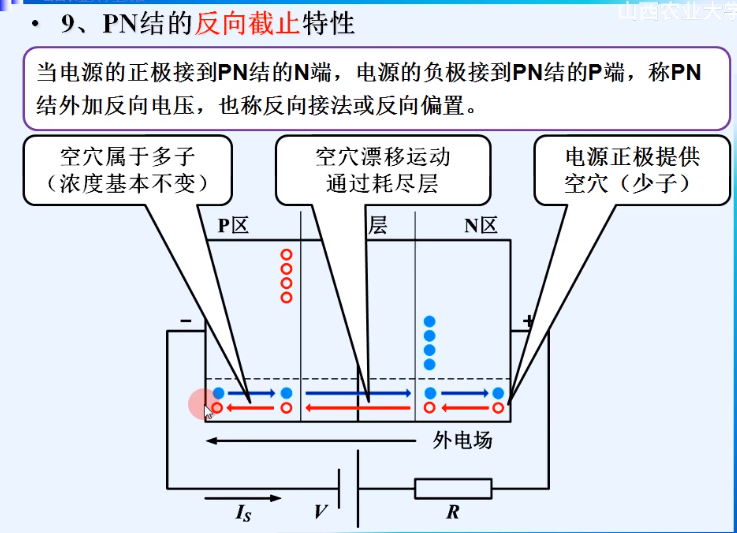 山西农业大学
• 9、PN结的反向截止特性
当电源的正极接到PN结的N端，电源的负极接到PN结的P端，称PN
结外加反向电压，也称反向接法或反向偏置。
空穴属于多子
（浓度基本不变）
空穴漂移运动
通过耗尽层
电源正极提供
空穴（少子）
P区
层
N区
−
+
外电场
IS
V
R